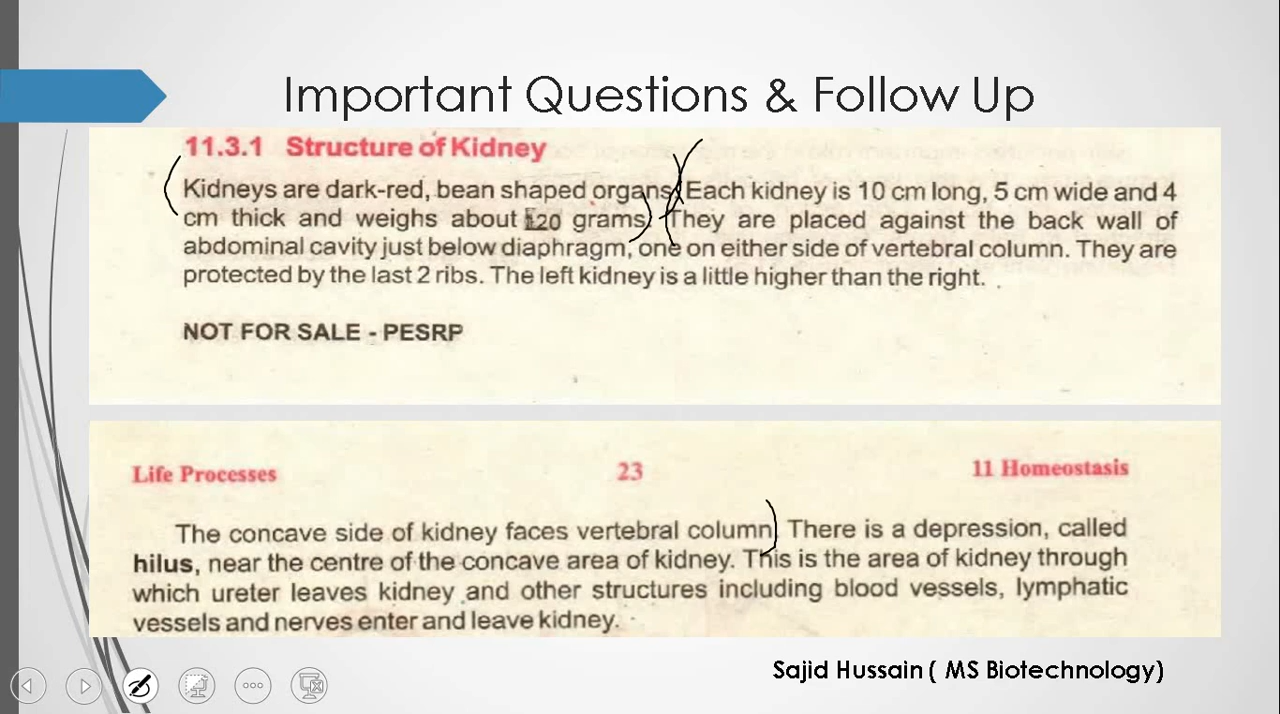 Important Questions & Follow Up
11.3.1 Structure of Kidney
Kidneys are dark-red, bean shaped organs. Each kidney is 10 cm long, 5 cm wide and 4
cm thick and weighs about 120 grams. They are placed against the back wall of
abdominal cavity just below diaphragm, one on either side of vertebral column. They are
protected by the last 2 ribs. The left kidney is a little higher than the right.
NOT FOR SALE - PESRP
Life Processes 23 11 Homeostasis
The concave side of kidney faces vertebral column. There is a depression, called
hilus, near the centre of the concave area of kidney. This is the area of kidney through
which ureter leaves kidney and other structures including blood vessels, lymphatic
vessels and nerves enter and leave kidney.
Sajid Hussain ( MS Biotechnology)